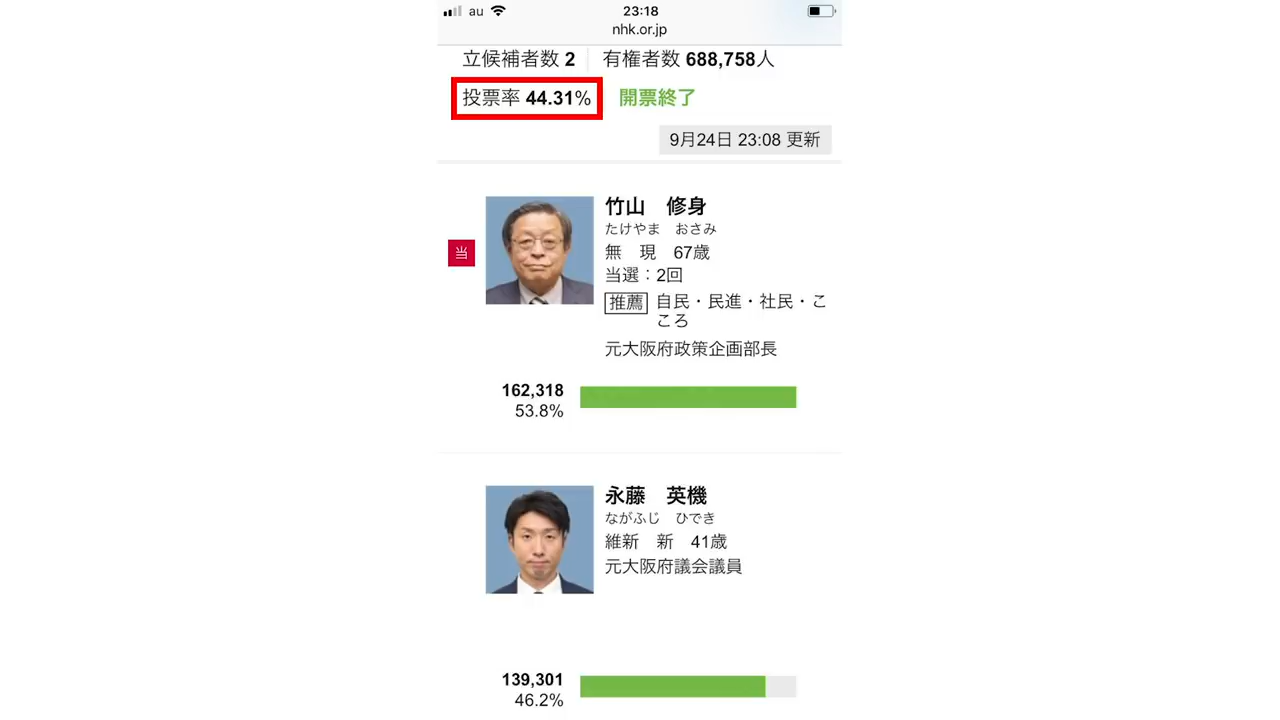 au 23:18
nhk.or.jp
立候補者数 2 有権者数 688,758人
投票率 44.31% 開票終了
9月24日 23:08 更新
当
竹山 修身
たけやま おさみ
無 現 67歳
当選：2回
推薦 自民・民進・社民・こ
ころ
元大阪府政策企画部長
162,318
53.8%
永藤 英機
ながふじ ひでき
維新 新 41歳
元大阪府議会議員
139,301
46.2%